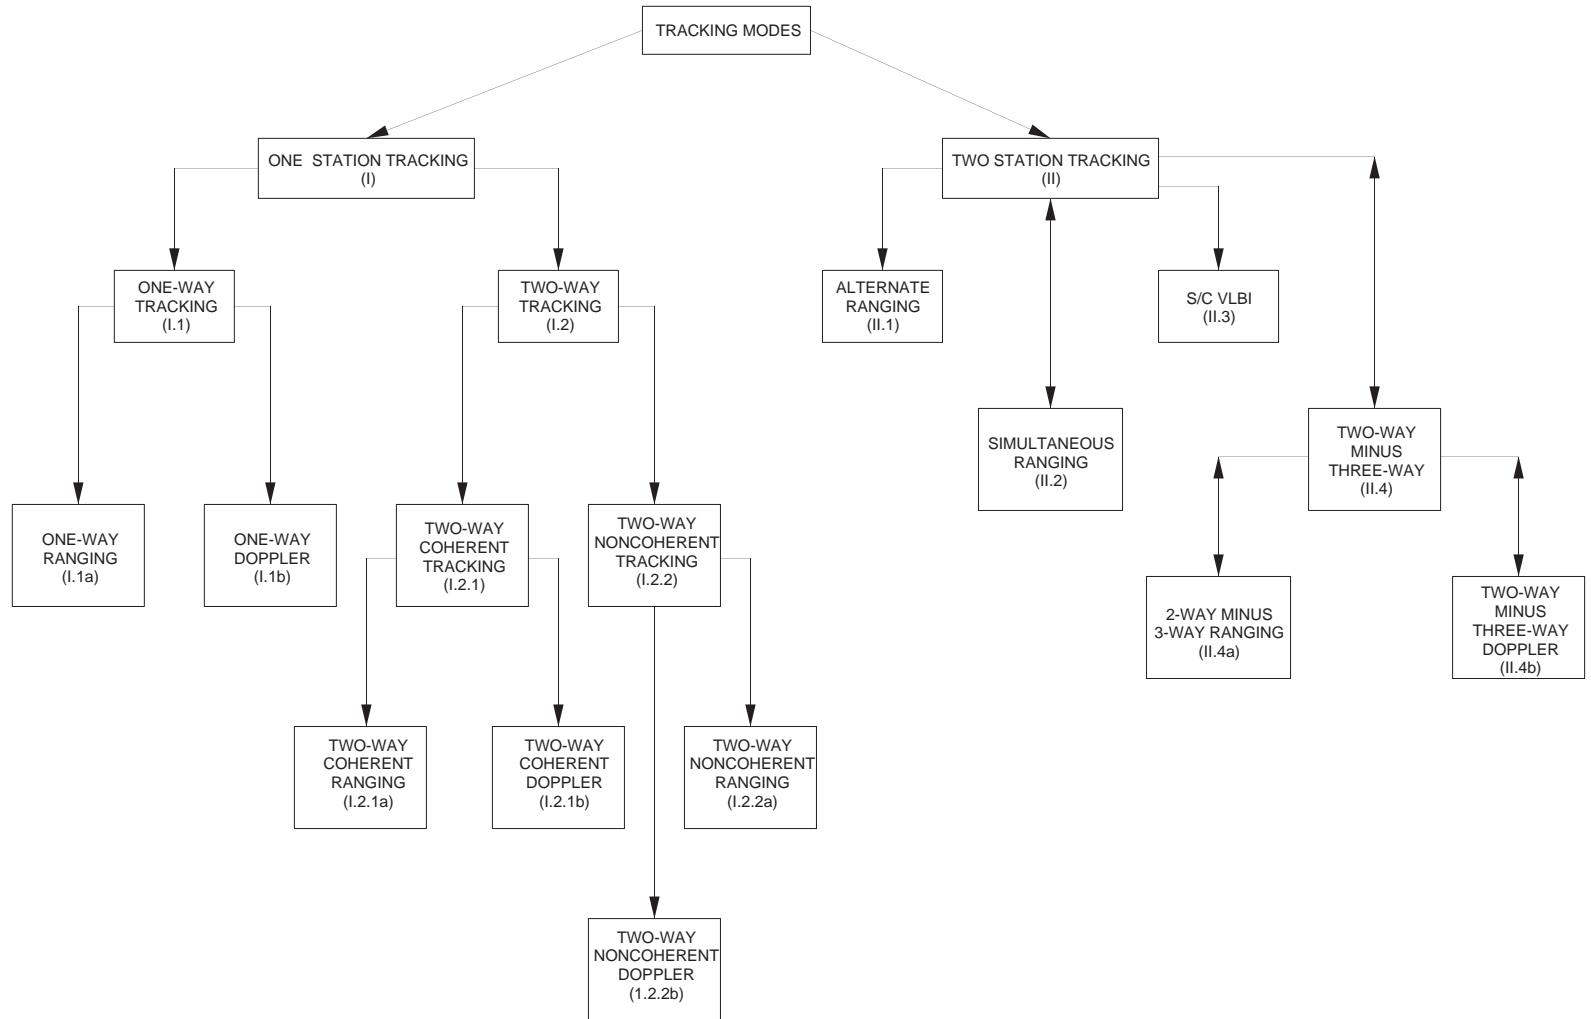 TRACKING MODES
ONE STATION TRACKING
(I)
TWO STATION TRACKING
(II)
ONE-WAY
TRACKING
(I.1)
TWO-WAY
TRACKING
(I.2)
ALTERNATE
RANGING
(II.1)
S/C VLBI
(II.3)
SIMULTANEOUS
RANGING
(II.2)
TWO-WAY
MINUS
THREE-WAY
(II.4)
ONE-WAY
RANGING
(I.1a)
ONE-WAY
DOPPLER
(I.1b)
TWO-WAY
COHERENT
TRACKING
(I.2.1)
TWO-WAY
NONCOHERENT
TRACKING
(I.2.2)
2-WAY MINUS
3-WAY RANGING
(II.4a)
TWO-WAY
MINUS
THREE-WAY
DOPPLER
(II.4b)
TWO-WAY
COHERENT
RANGING
(I.2.1a)
TWO-WAY
COHERENT
DOPPLER
(I.2.1b)
TWO-WAY
NONCOHERENT
RANGING
(I.2.2a)
TWO-WAY
NONCOHERENT
DOPPLER
(1.2.2b)